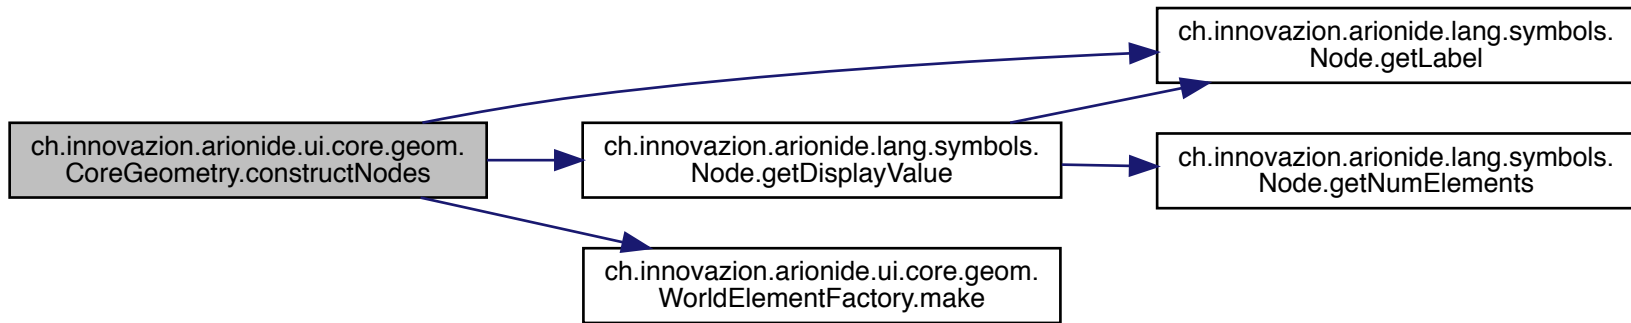 ch.innovazion.arionide.ui.core.geom.
CoreGeometry.constructNodes
ch.innovazion.arionide.lang.symbols.
Node.getLabel
ch.innovazion.arionide.lang.symbols.
Node.getDisplayValue
ch.innovazion.arionide.lang.symbols.
Node.getNumElements
ch.innovazion.arionide.ui.core.geom.
WorldElementFactory.make